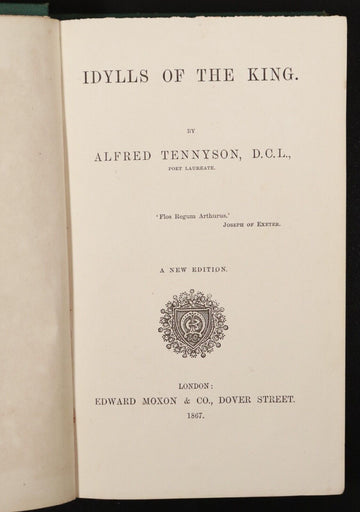 IDYLLS OF THE KING.
BY
ALFRED TENNYSON, D.C.L.,
POET LAUREATE.
'Flos Regum Arthurus.'
JOSEPH OF EXETER.
A NEW EDITION.
LONDON:
EDWARD MOXON & CO., DOVER STREET.
1867.